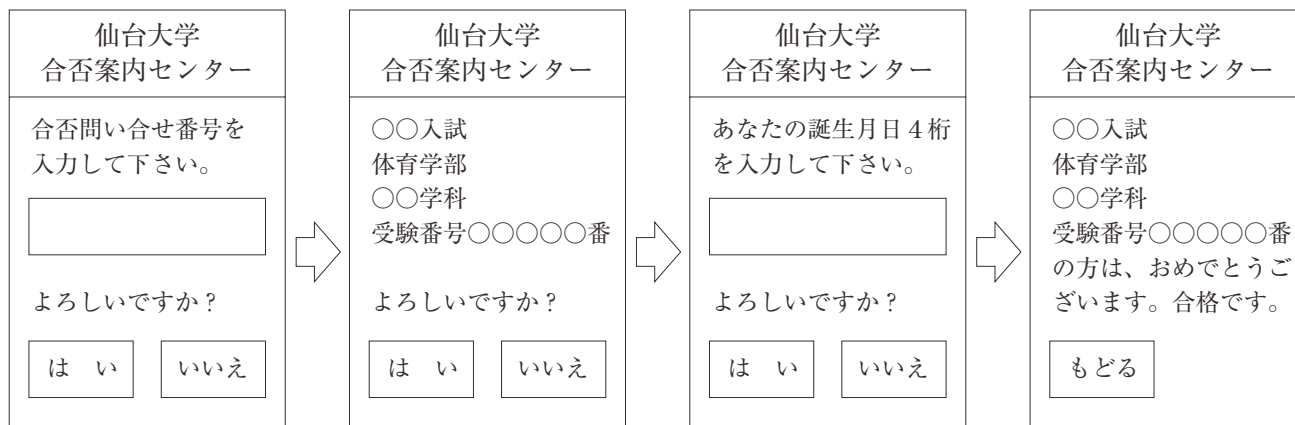 仙台大学
合否案内センター
合否問い合せ番号を
入力して下さい。
よろしいですか？
は　い
いいえ
仙台大学
合否案内センター
○○入試
体育学部
○○学科
受験番号○○○○○番
よろしいですか？
は　い
いいえ
仙台大学
合否案内センター
あなたの誕生月日４桁
を入力して下さい。
よろしいですか？
は　い
いいえ
仙台大学
合否案内センター
○○入試
体育学部
○○学科
受験番号○○○○○番
の方は、おめでとうご
ざいます。合格です。
もどる